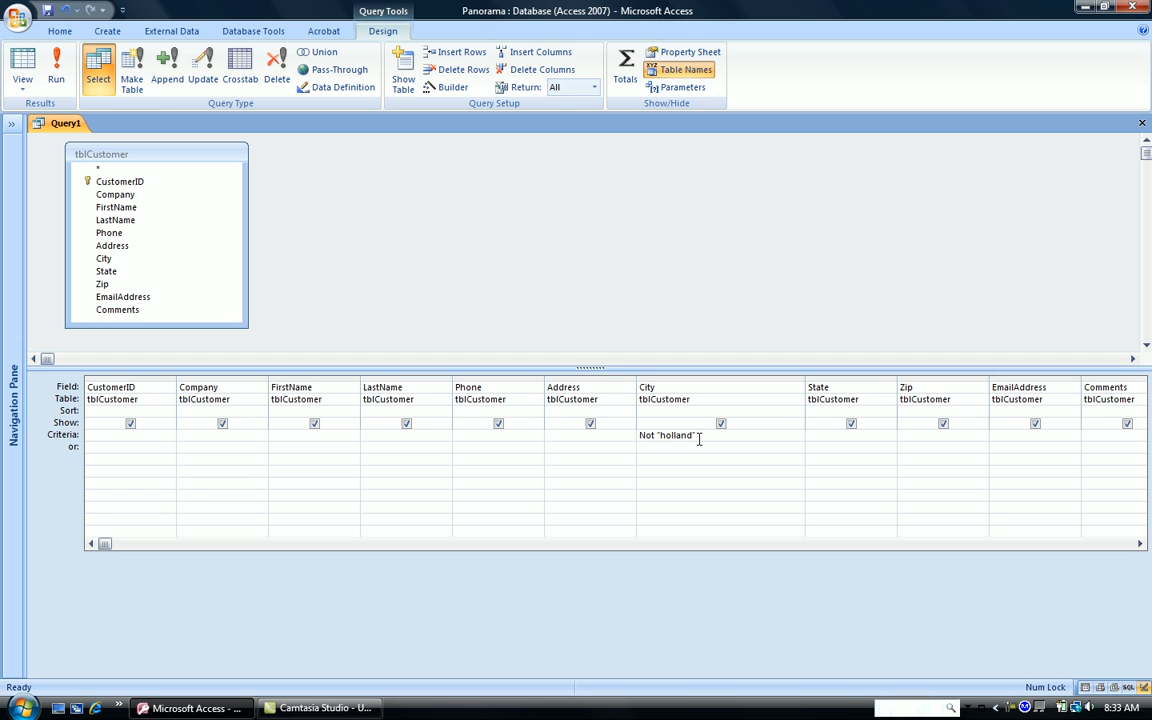 Query Tools
Panorama : Database (Access 2007) - Microsoft Access
Home Create External Data Database Tools Acrobat Design
View
Run
Select
Make Table
Append
Update
Crosstab
Delete
Union
Pass-Through
Data Definition
Show Table
Insert Rows
Delete Rows
Builder
Insert Columns
Delete Columns
Return: All
Totals
Property Sheet
Table Names
Parameters
Results Query Type Query Setup Show/Hide
Query1
tblCustomer
*
CustomerID
Company
FirstName
LastName
Phone
Address
City
State
Zip
EmailAddress
Comments
Navigation Pane
Field: CustomerID Company FirstName LastName Phone Address City State Zip EmailAddress Comments
Table: tblCustomer tblCustomer tblCustomer tblCustomer tblCustomer tblCustomer tblCustomer tblCustomer tblCustomer tblCustomer tblCustomer
Sort:
Show:
Criteria: Not "holland"
or:
Ready Num Lock SQL
Microsoft Access - ... Camtasia Studio - U... 8:33 AM